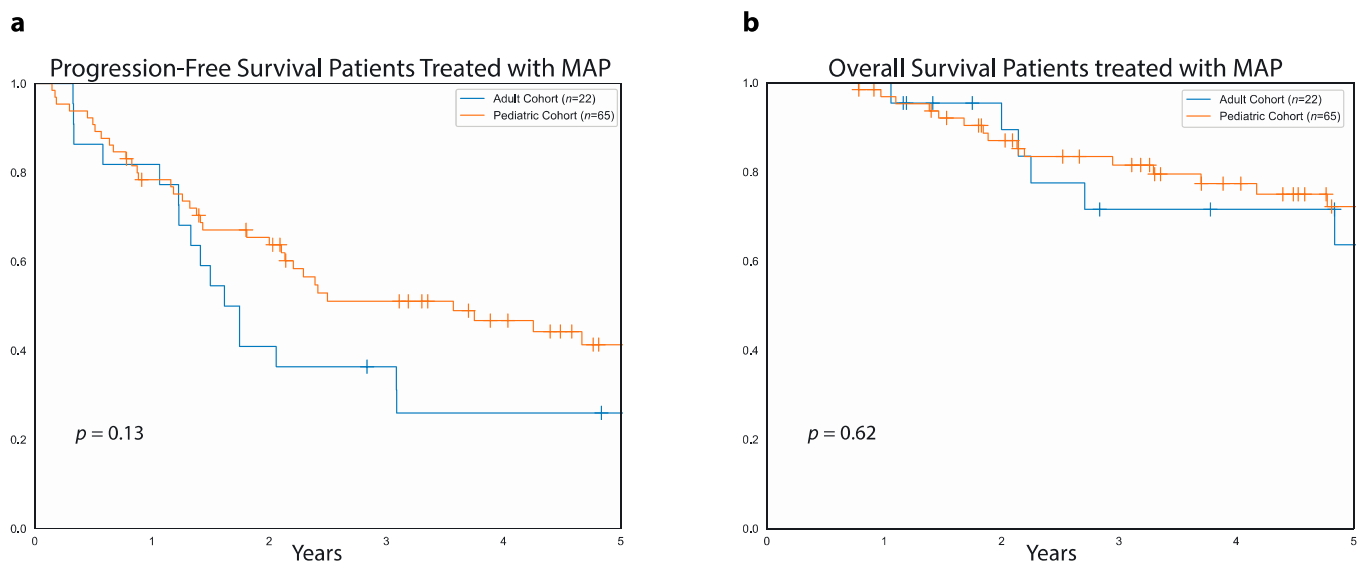 a
Progression-Free Survival Patients Treated with MAP
1.0
Adult Cohort (n=22)
Pediatric Cohort (n=65)
0.8
0.6
0.4
p = 0.13
0.2
0.0
0 1 2 3 4 5
Years
b
Overall Survival Patients treated with MAP
1.0
Adult Cohort (n=22)
Pediatric Cohort (n=65)
0.8
0.6
0.4
p = 0.62
0.2
0.0
0 1 2 3 4 5
Years